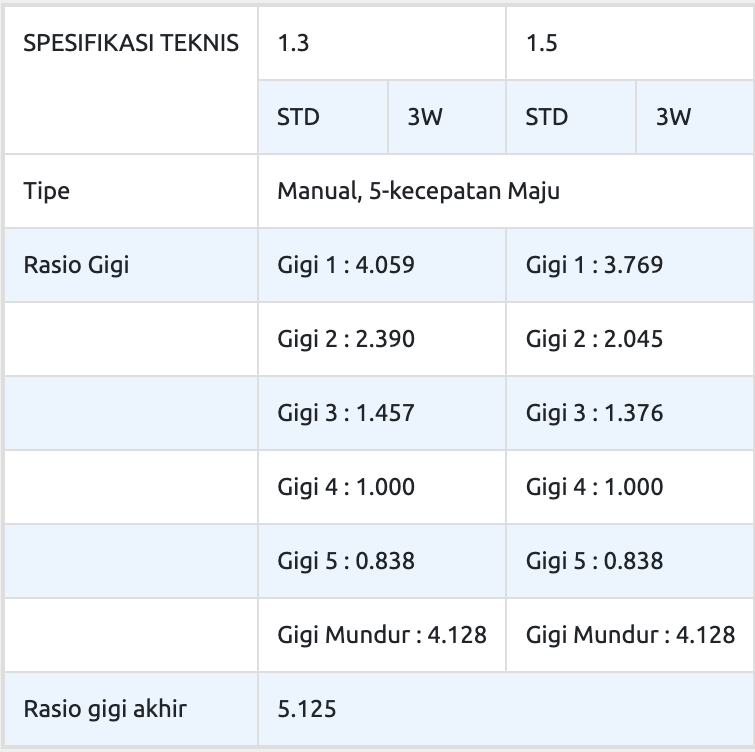 SPESIFIKASI TEKNIS 1.3 1.5
STD 3W STD 3W
Tipe Manual, 5-kecepatan Maju
Rasio Gigi Gigi 1 : 4.059 Gigi 1 : 3.769
Gigi 2 : 2.390 Gigi 2 : 2.045
Gigi 3 : 1.457 Gigi 3 : 1.376
Gigi 4 : 1.000 Gigi 4 : 1.000
Gigi 5 : 0.838 Gigi 5 : 0.838
Gigi Mundur : 4.128 Gigi Mundur : 4.128
Rasio gigi akhir 5.125